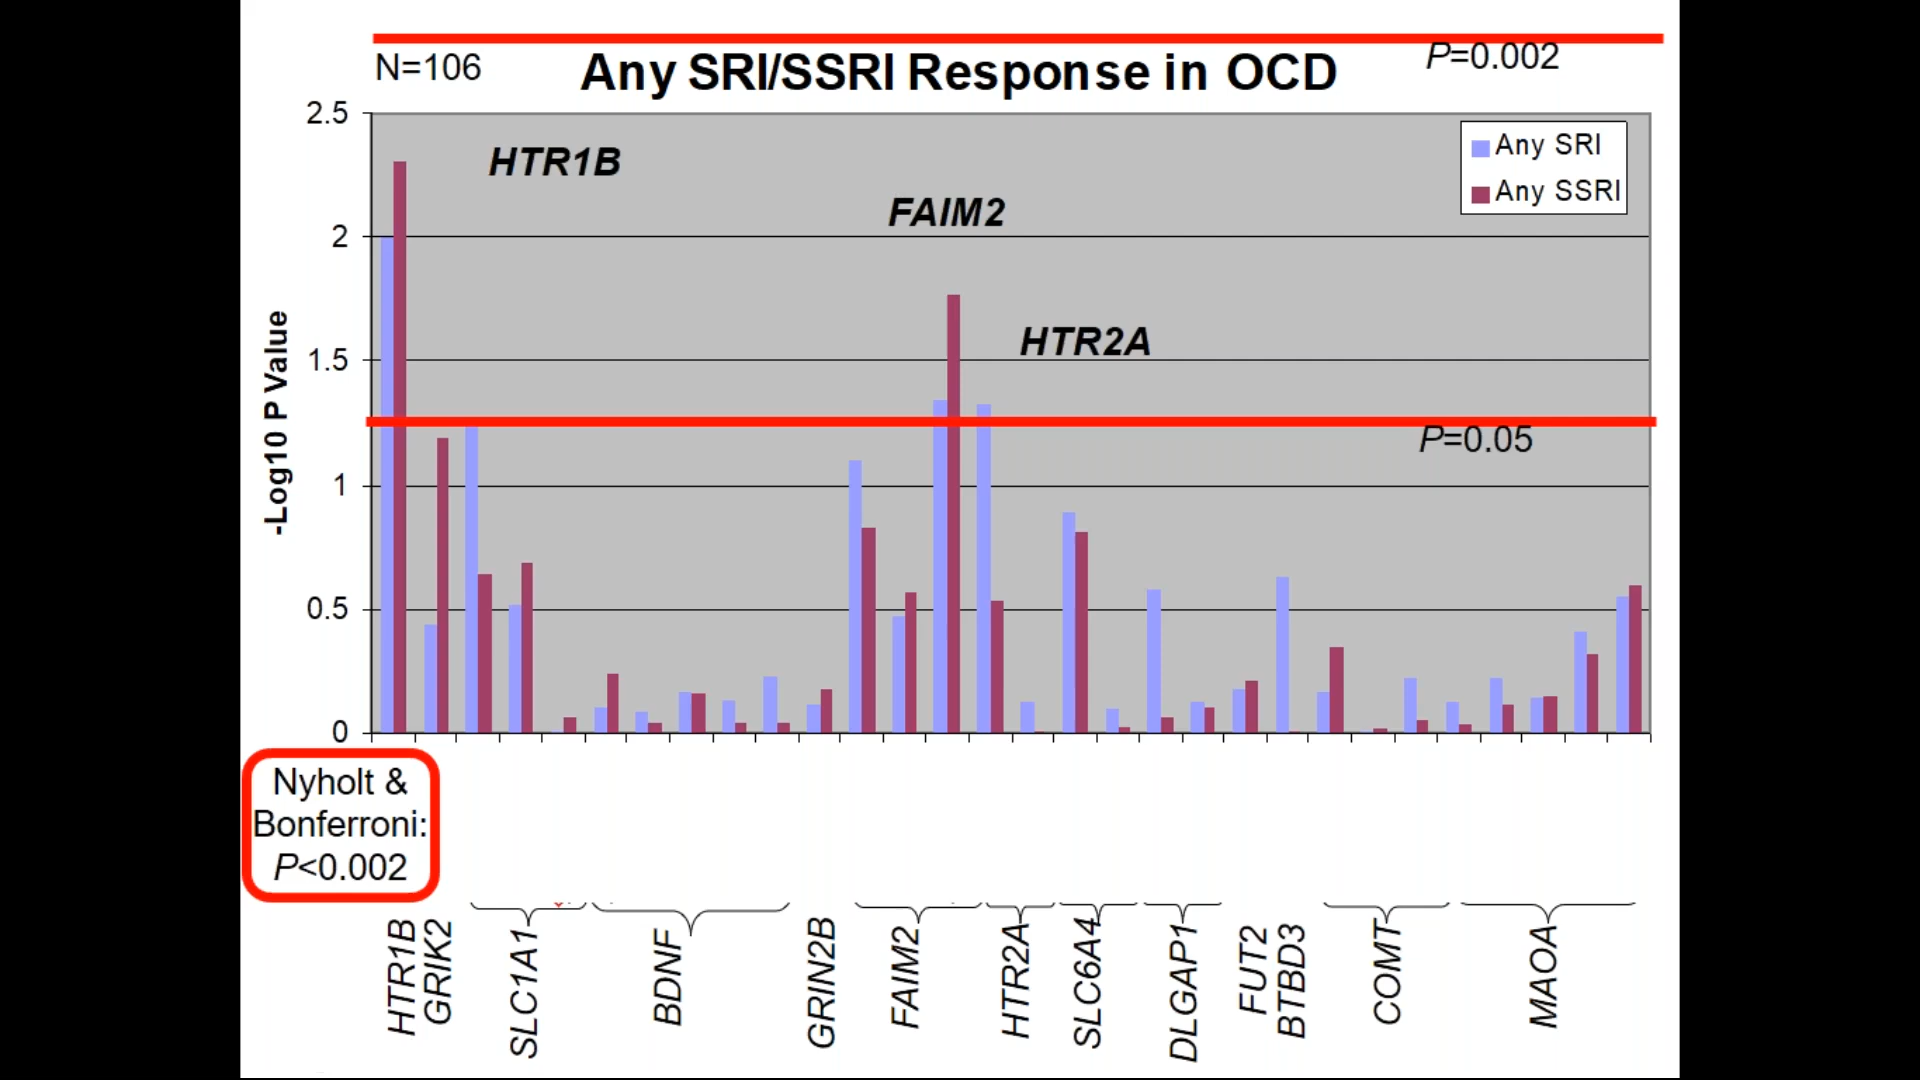 N=106
Any SRI/SSRI Response in OCD
P=0.002
2.5
2
1.5
1
0.5
0
-Log10 P Value
HTR1B
FAIM2
HTR2A
Any SRI
Any SSRI
P=0.05
Nyholt &
Bonferroni:
P<0.002
HTR1B
GRIK2
SLC1A1
BDNF
GRIN2B
FAIM2
HTR2A
SLC6A4
DLGAP1
FUT2
BTBD3
COMT
MAOA